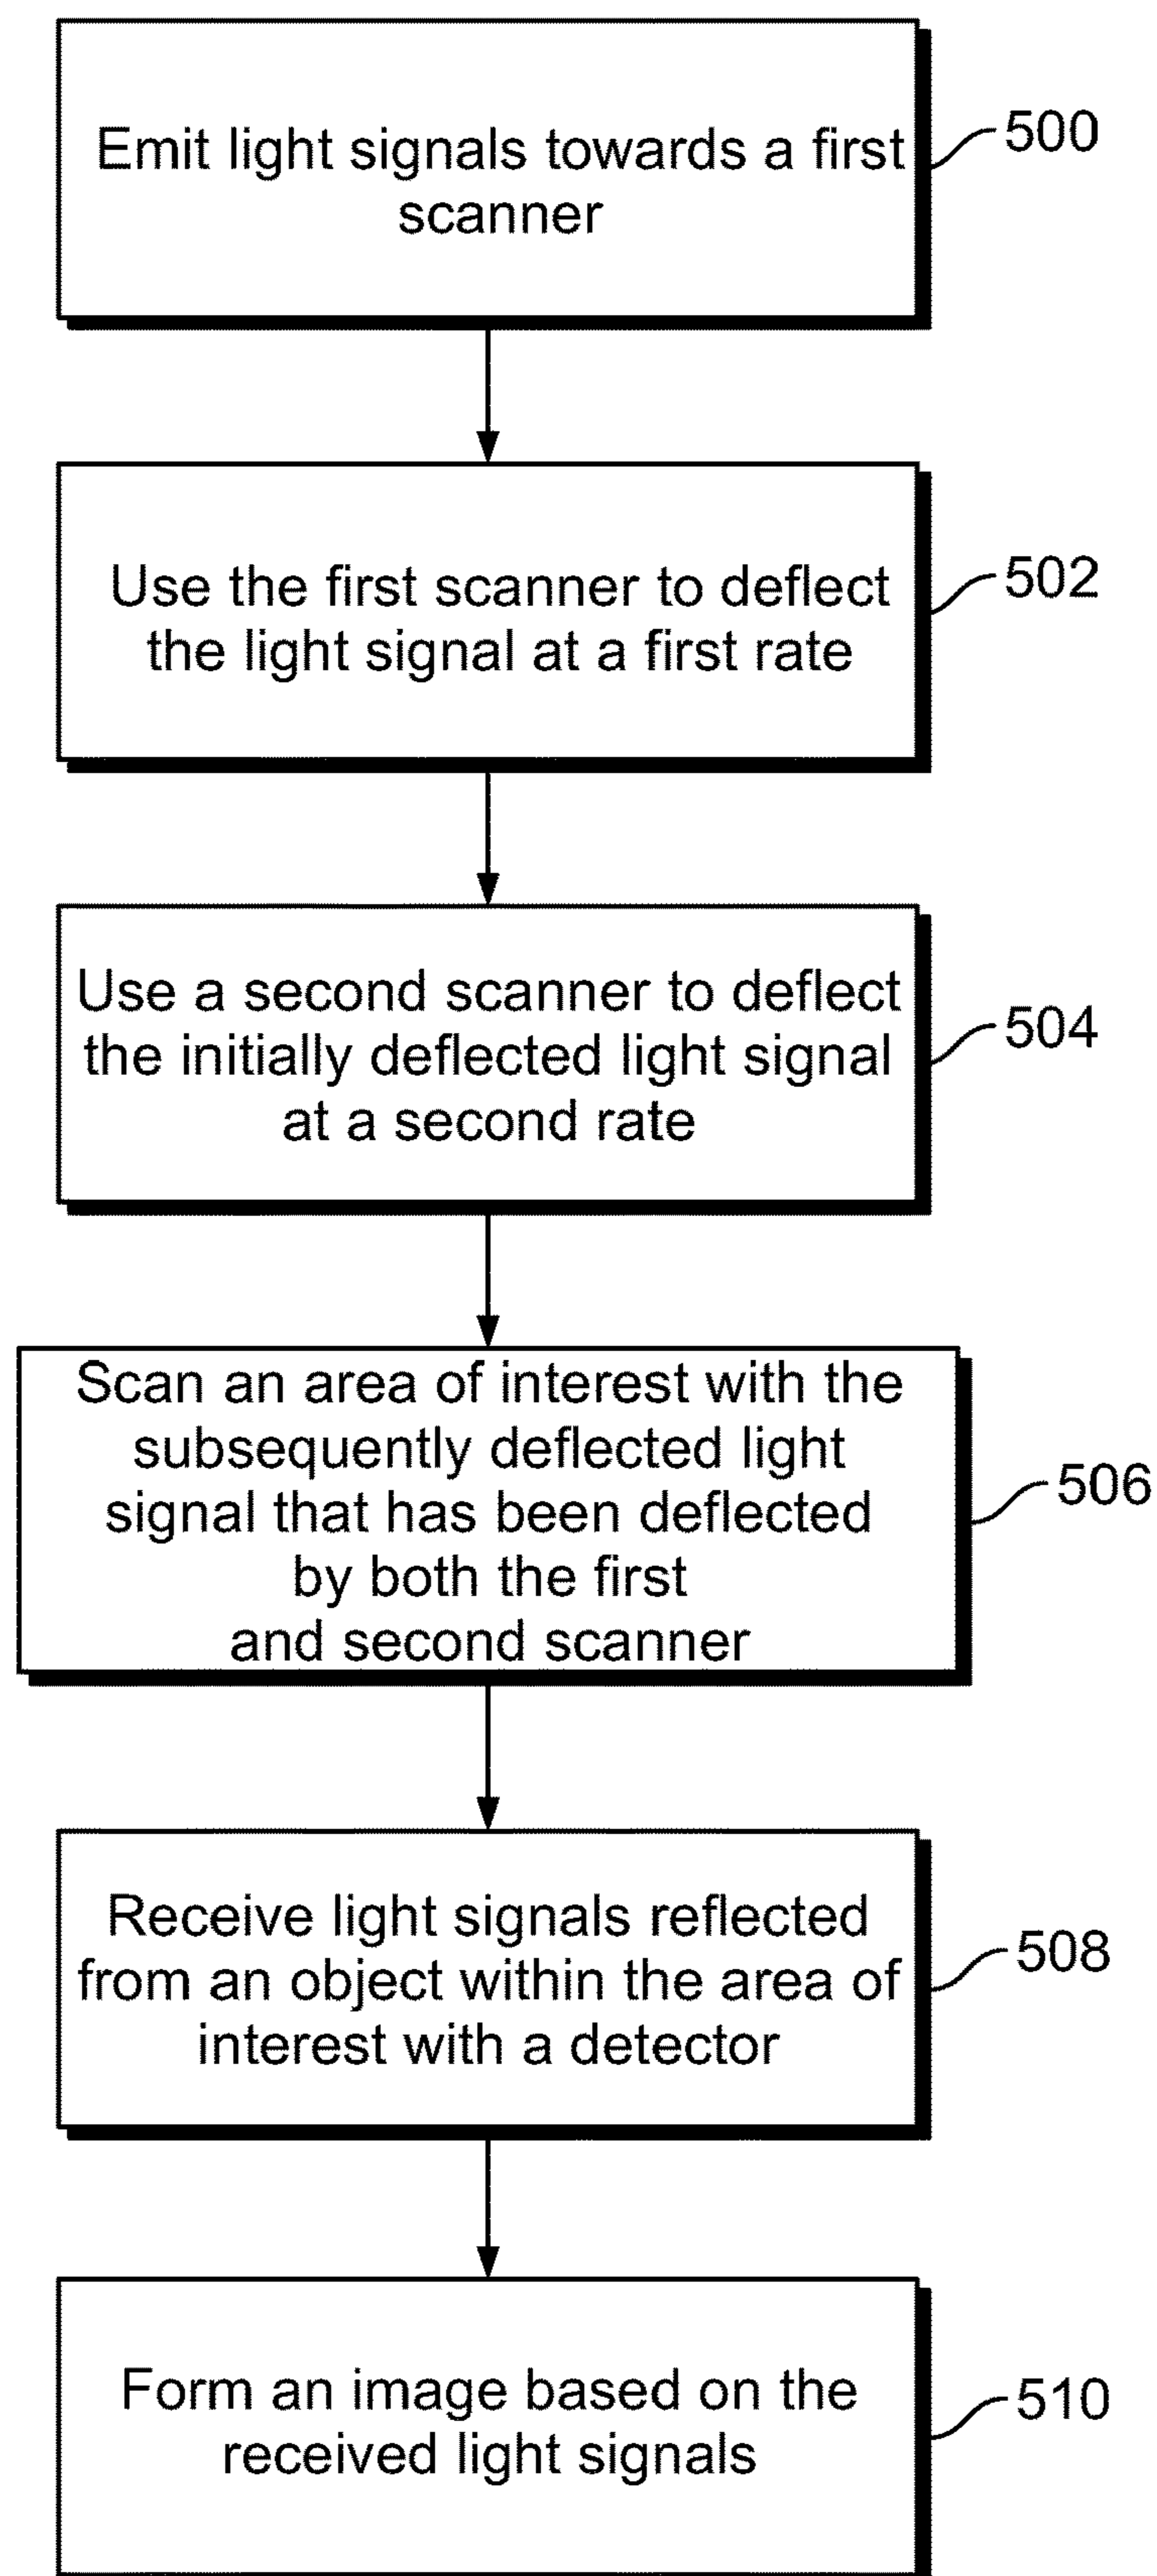 Emit light signals towards a first
scanner
500
Use the first scanner to deflect
the light signal at a first rate
502
Use a second scanner to deflect
the initially deflected light signal
at a second rate
504
Scan an area of interest with the
subsequently deflected light
signal that has been deflected
by both the first
and second scanner
506
Receive light signals reflected
from an object within the area of
interest with a detector
508
Form an image based on the
received light signals
510